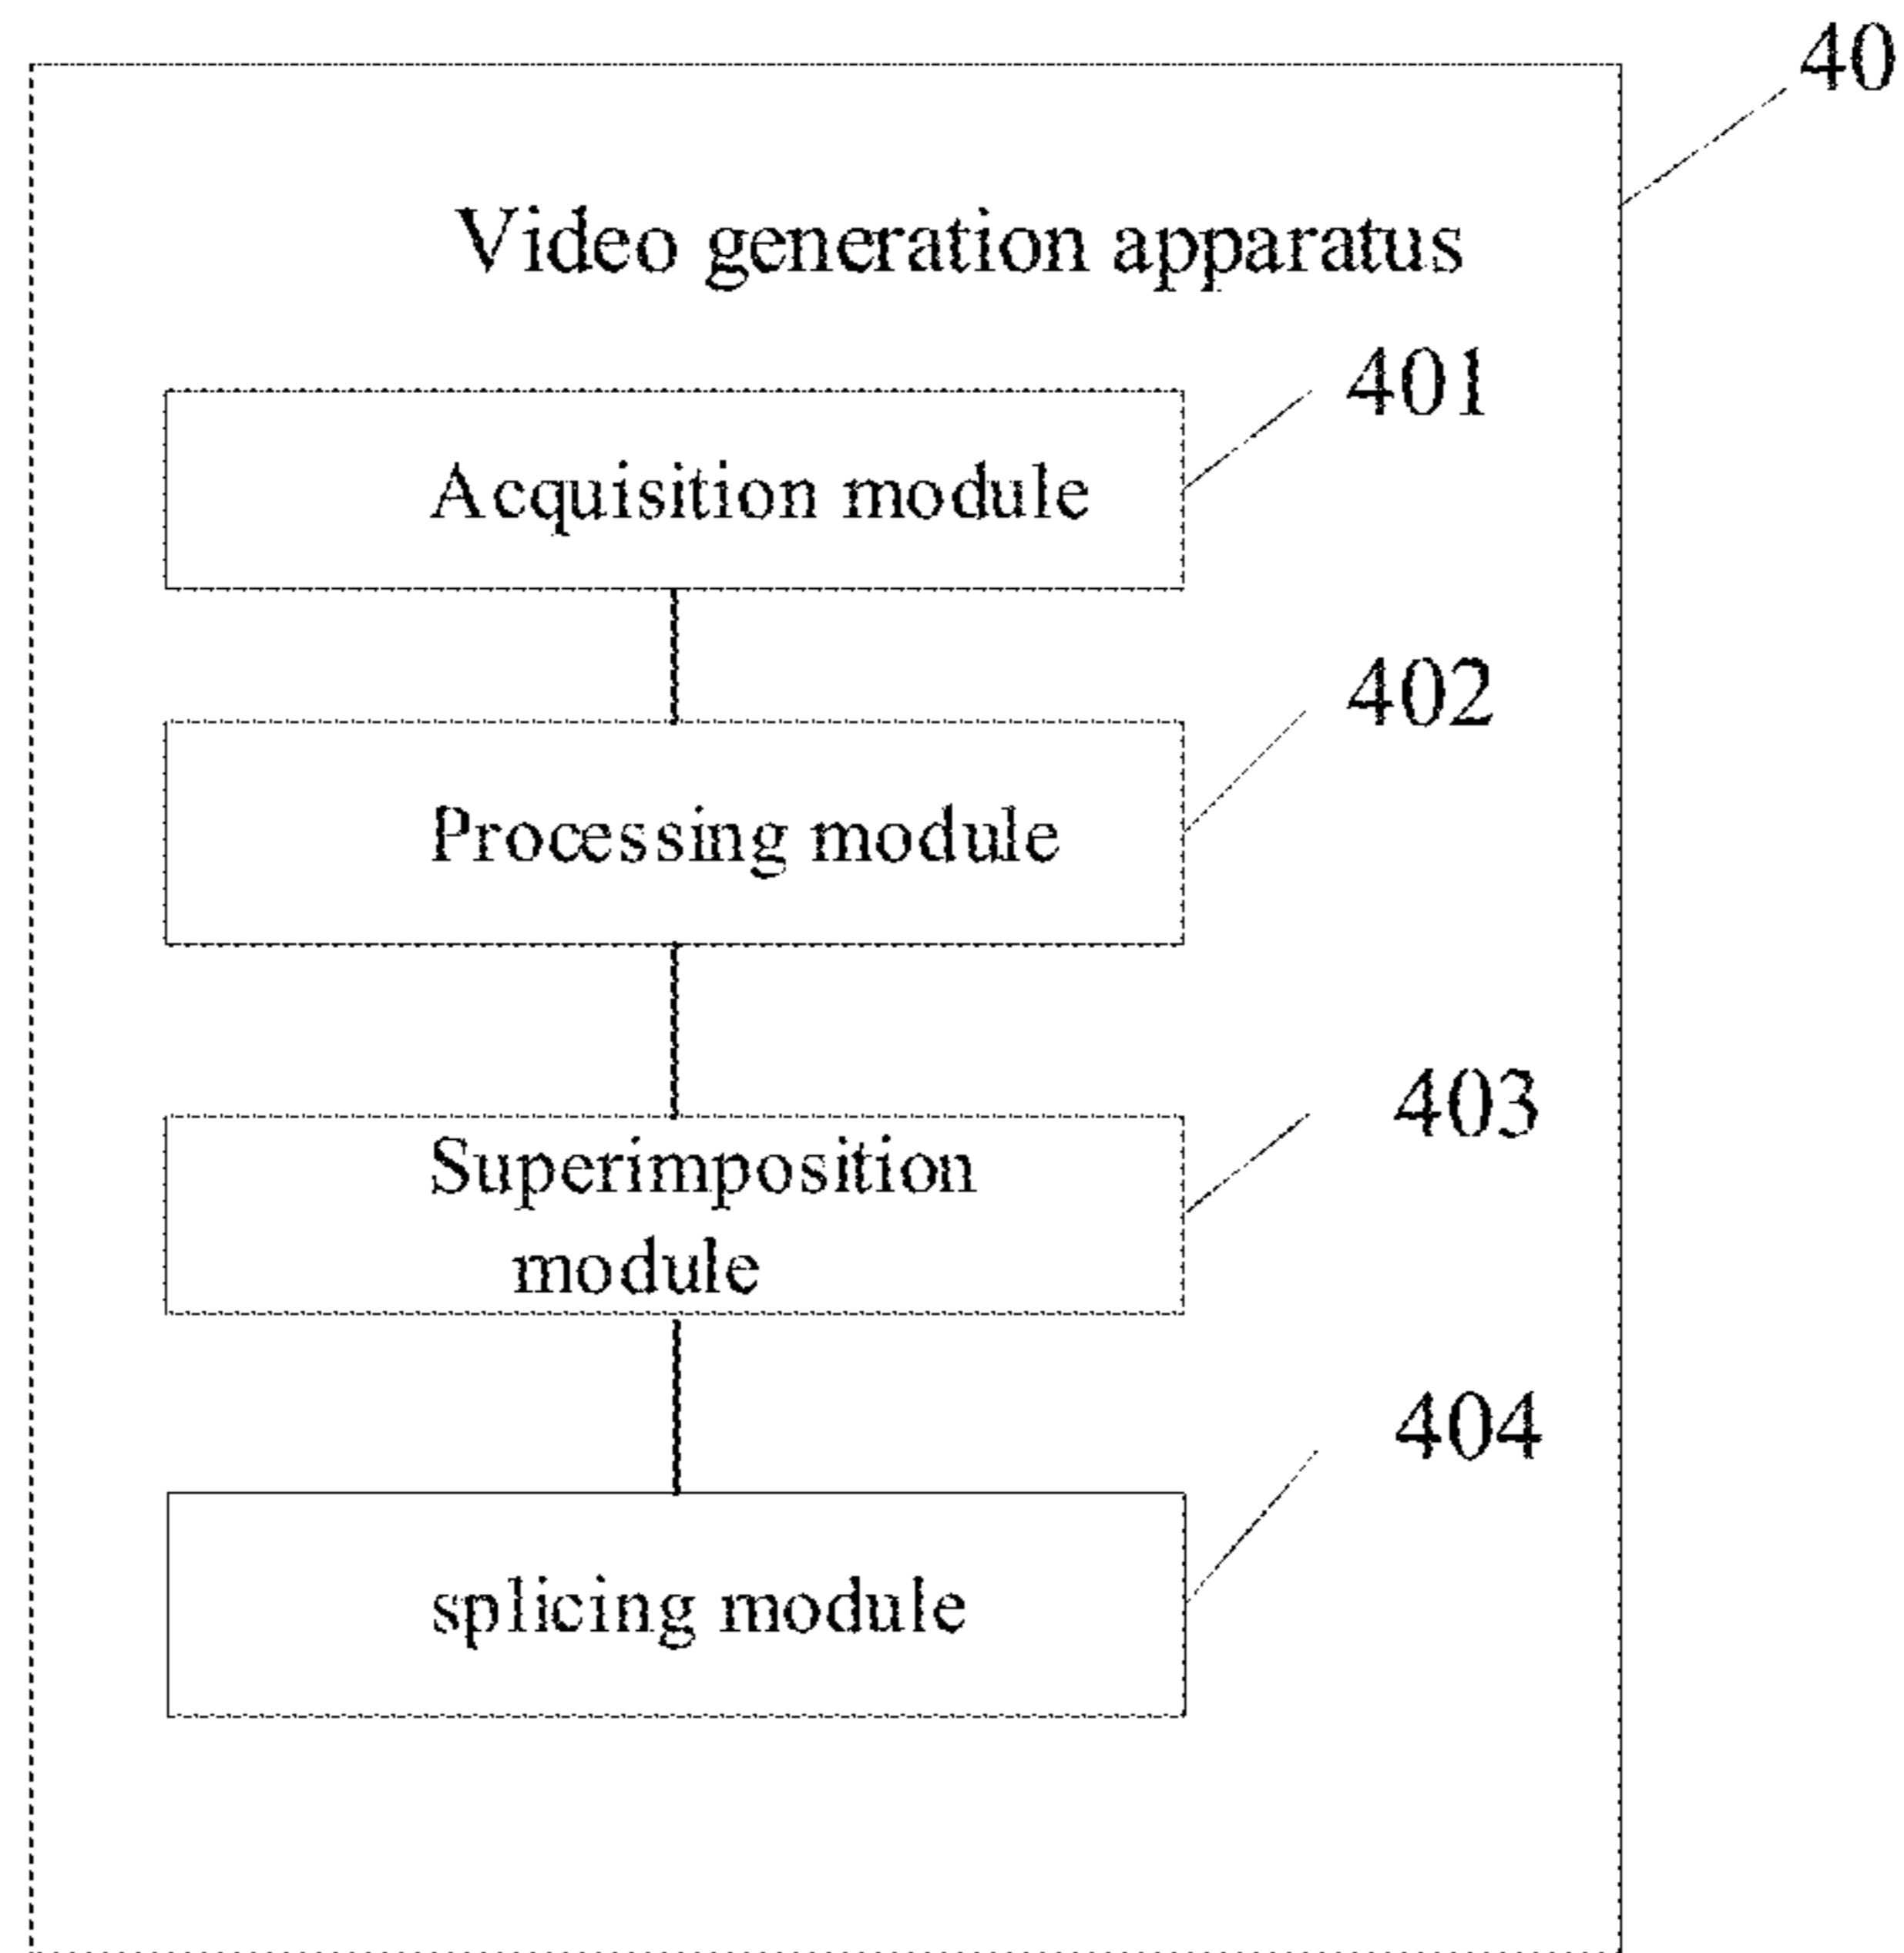 40
Video generation apparatus
401
Acquisition module
402
Processing module
403
Superimposition
module
404
splicing module